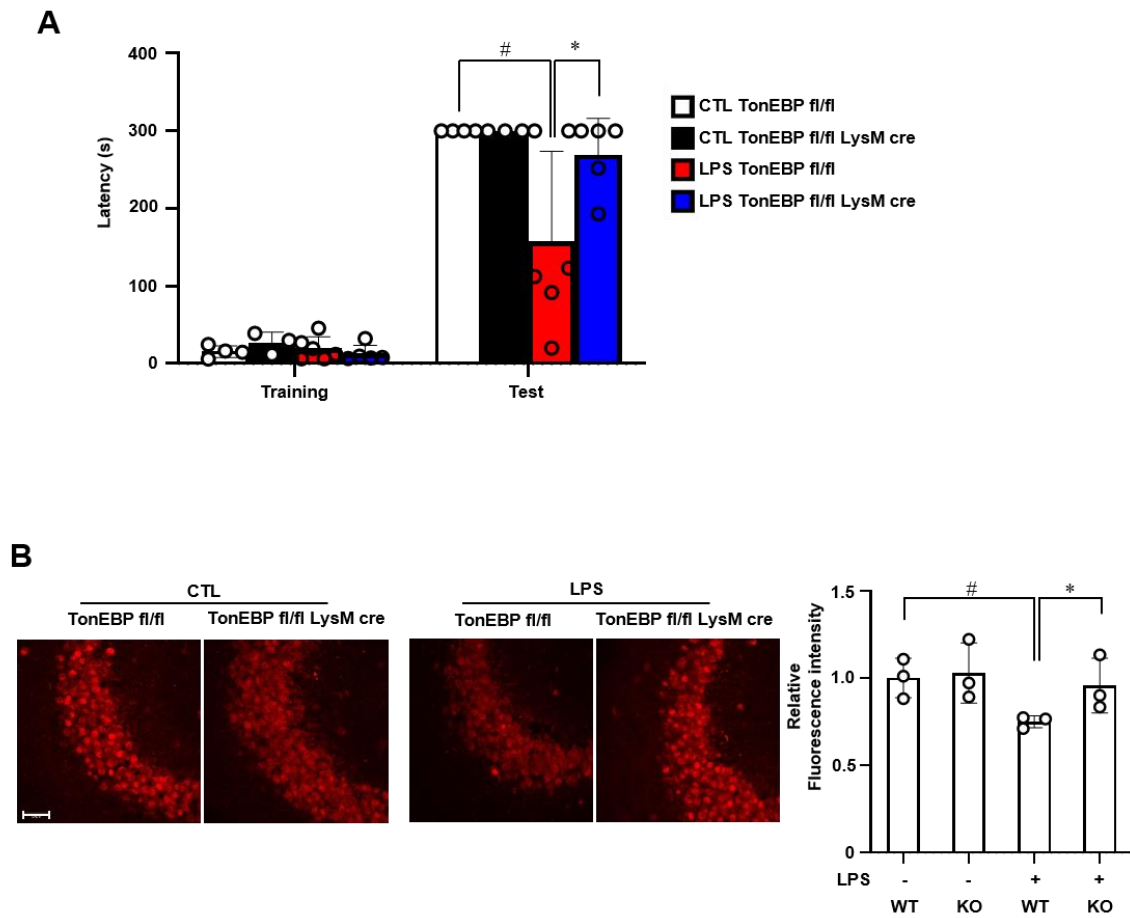 A
#
*
400
300
200
100
0
Latency (s)
Training
Test
CTL TonEBP fl/fl
CTL TonEBP fl/fl LysM cre
LPS TonEBP fl/fl
LPS TonEBP fl/fl LysM cre
B
CTL
TonEBP fl/fl
TonEBP fl/fl LysM cre
LPS
TonEBP fl/fl
TonEBP fl/fl LysM cre
#
*
1.5
1.0
0.5
0
Relative
Fluorescence intensity
LPS - - + +
WT KO WT KO